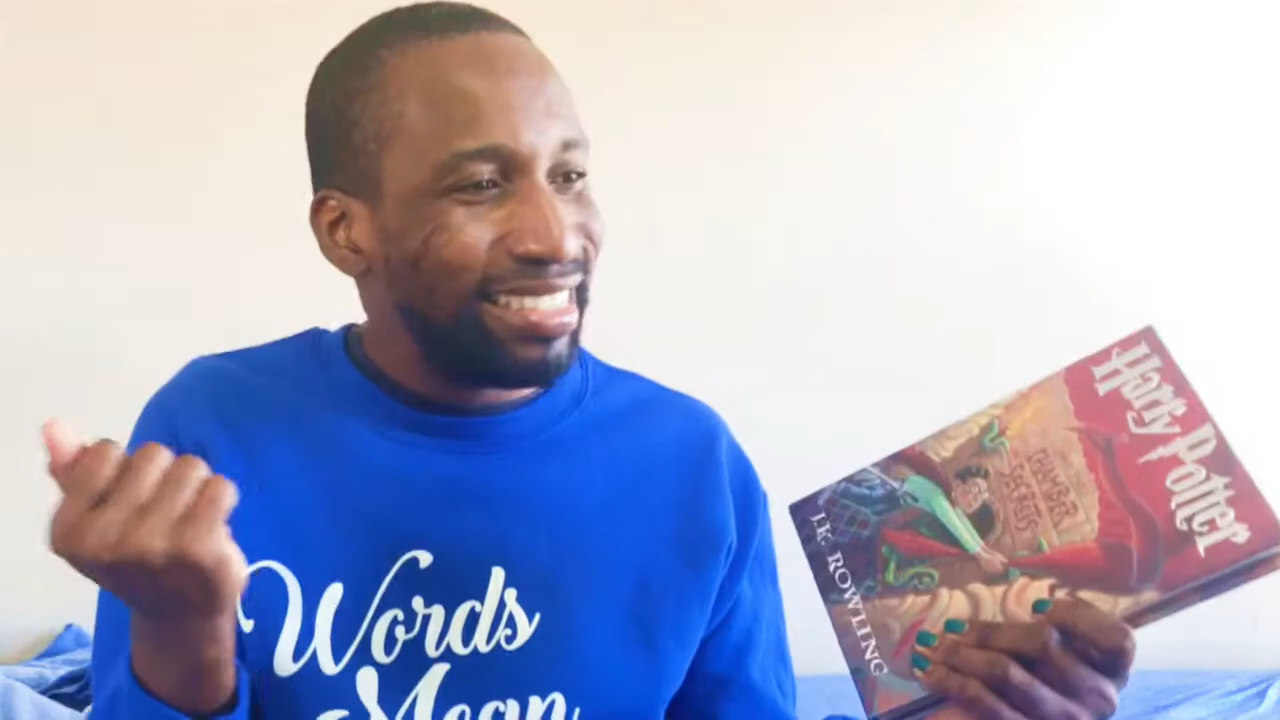 Words
Mean
Harry Potter
CHAMBER
SECRETS
J.K. ROWLING